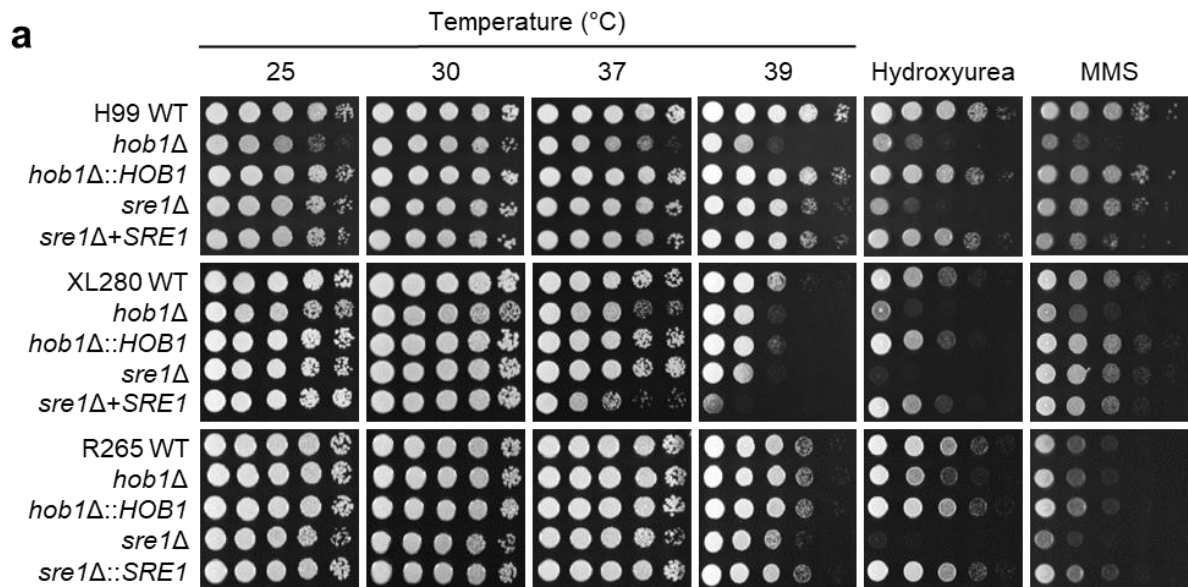 a
Temperature (°C)
25 30 37 39 Hydroxyurea MMS
H99 WT
hob1Δ
hob1Δ::HOB1
sre1Δ
sre1Δ+SRE1
XL280 WT
hob1Δ
hob1Δ::HOB1
sre1Δ
sre1Δ+SRE1
R265 WT
hob1Δ
hob1Δ::HOB1
sre1Δ
sre1Δ::SRE1